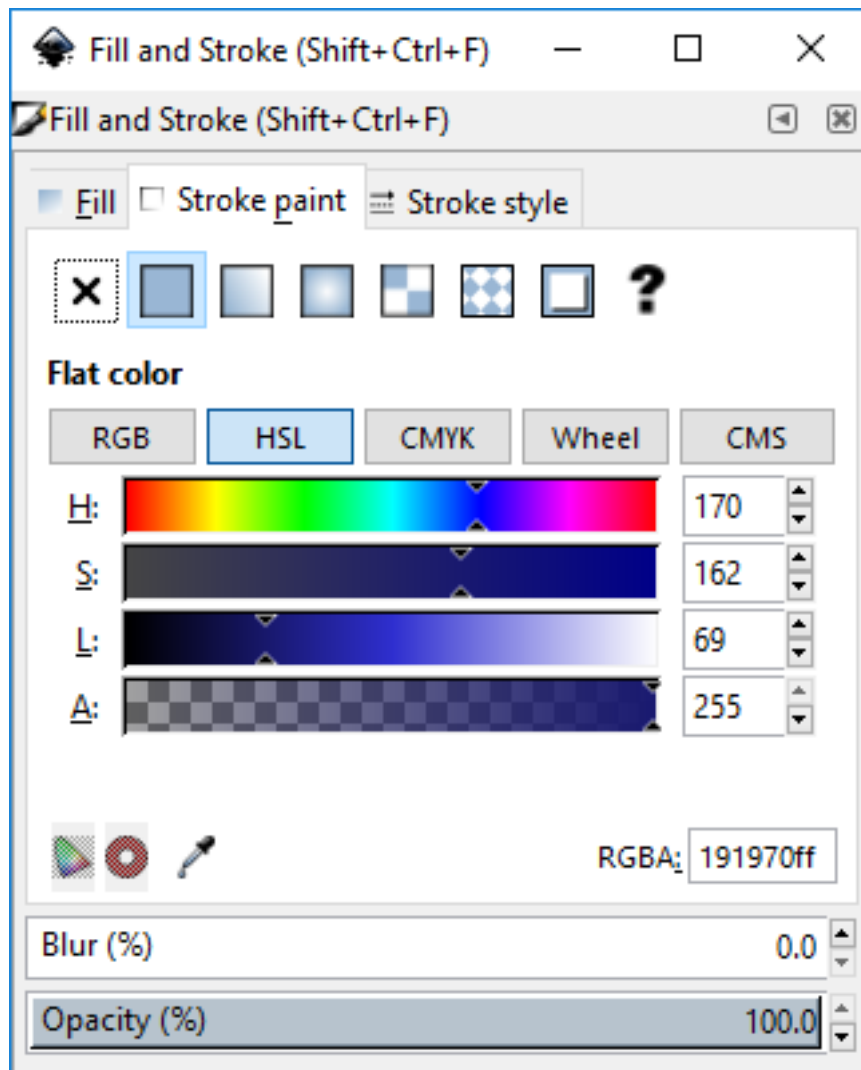 Fill and Stroke (Shift+Ctrl+F)
Fill and Stroke (Shift+Ctrl+F)
Fill Stroke paint Stroke style
?
Flat color
RGB HSL CMYK Wheel CMS
H: 170
S: 162
L: 69
A: 255
RGBA: 191970ff
Blur (%) 0.0
Opacity (%) 100.0